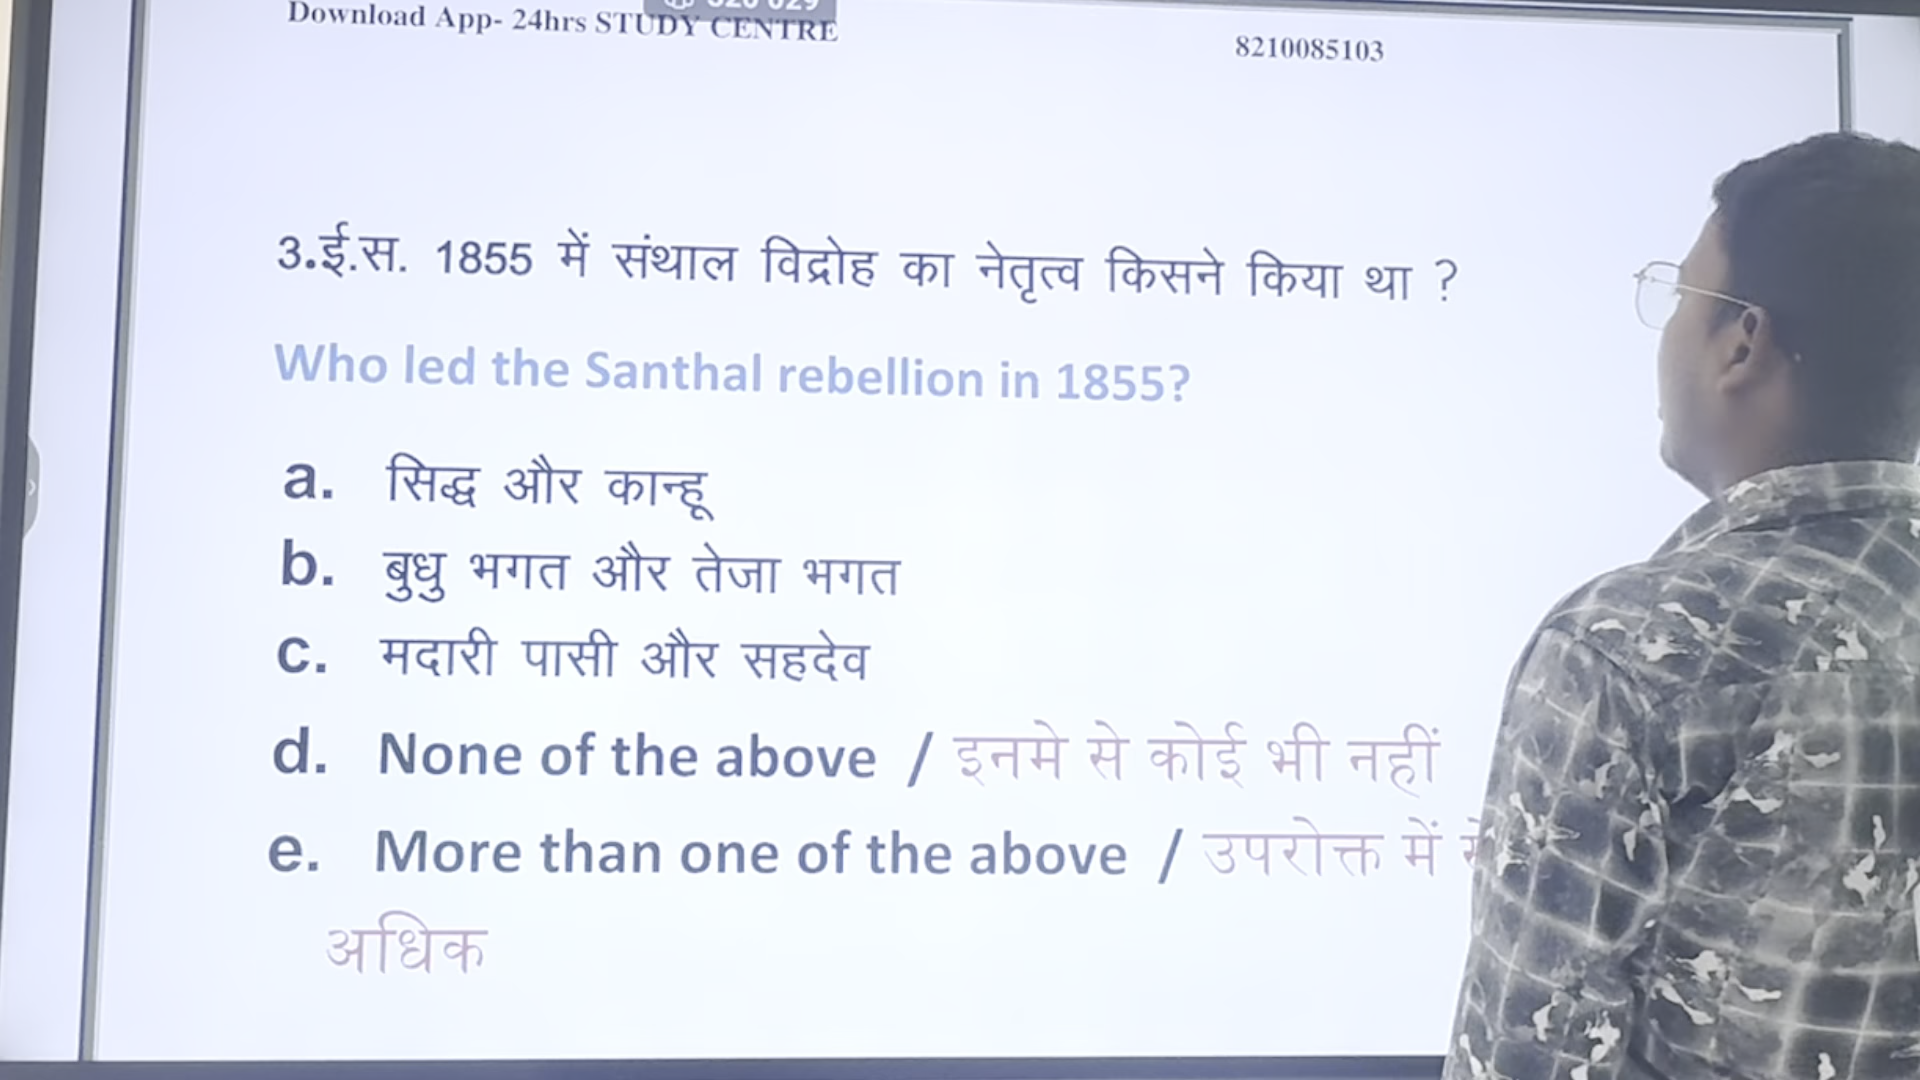 Download App- 24hrs STUDY CENTRE
8210085103
3.ई.स. 1855 में संथाल विद्रोह का नेतृत्व किसने किया था ?
Who led the Santhal rebellion in 1855?
a. सिद्ध और कान्हू
b. बुधु भगत और तेजा भगत
c. मदारी पासी और सहदेव
d. None of the above / इनमे से कोई भी नहीं
e. More than one of the above / उपरोक्त में
अधिक